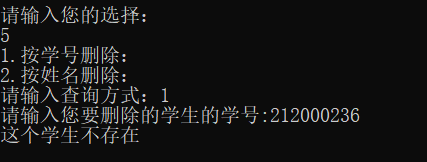 请输入您的选择：
5
1.按学号删除：
2.按姓名删除：
请输入查询方式：1
请输入您要删除的学生的学号:212000236
这个学生不存在